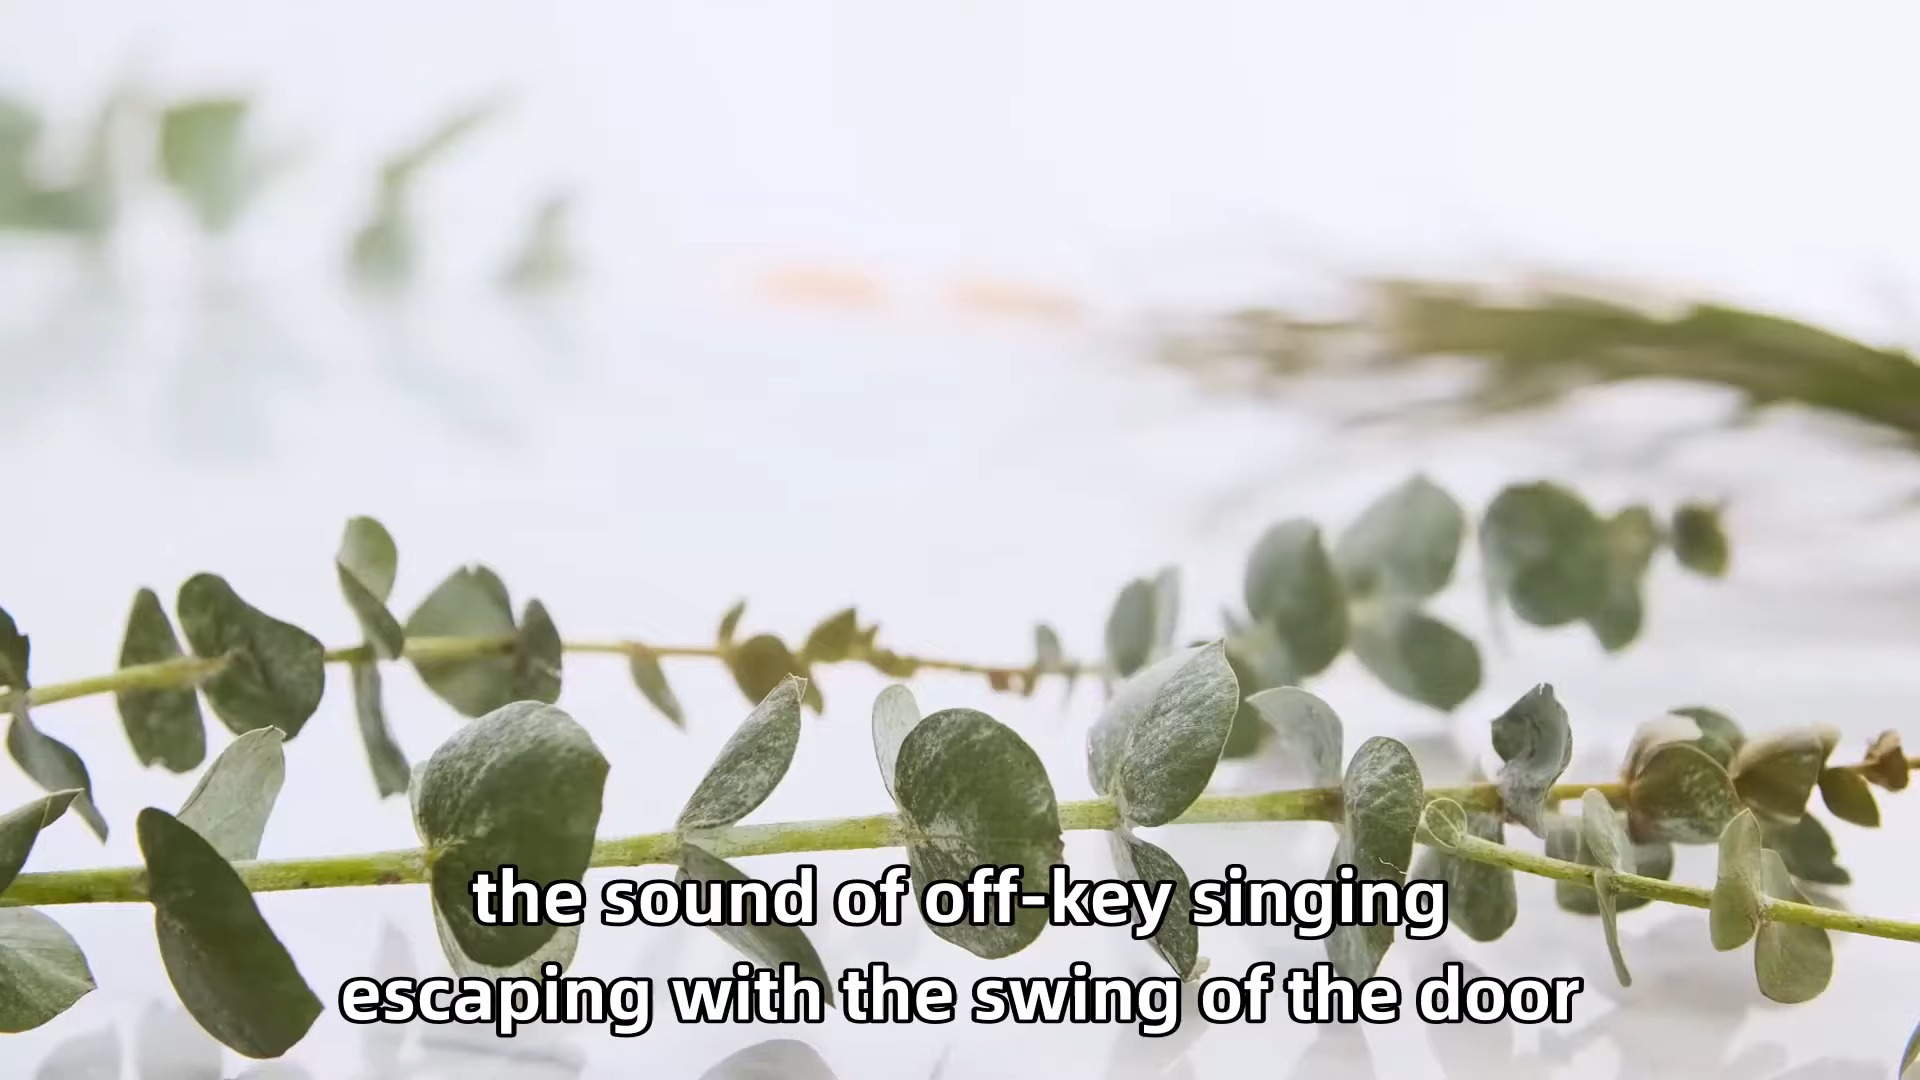 the sound of off-key singing
escaping with the swing of the door